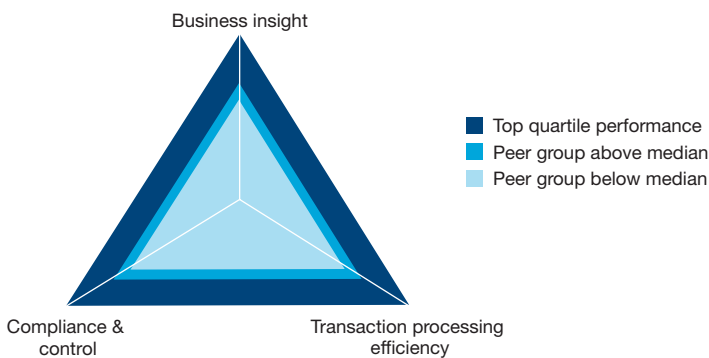 Business insight
Top quartile performance
Peer group above median
Peer group below median
Compliance &
control
Transaction processing
efficiency